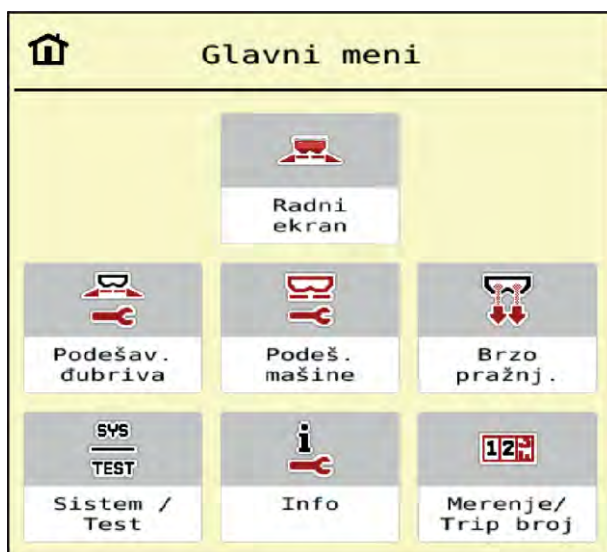 Glavni meni
Radni
ekran
Podešav.
đubriva
Podeš.
mašine
Brzo
pražnj.
SYS
TEST
Sistem /
Test
i
Info
12
Merenje/
Trip broj